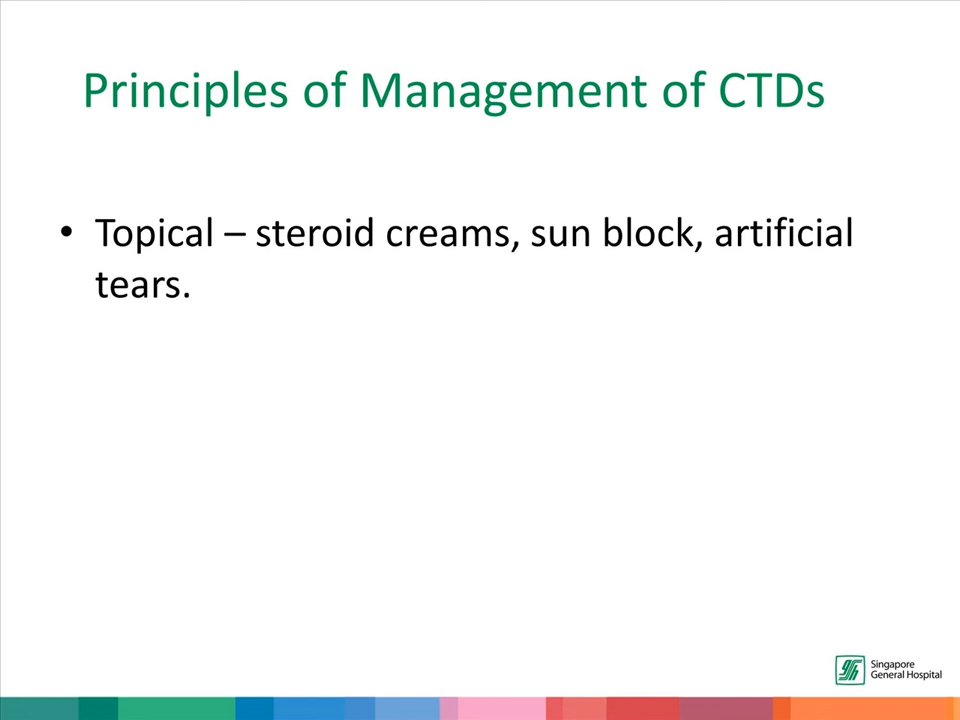 Principles of Management of CTDs
• Topical – steroid creams, sun block, artificial
tears.
Singapore
General Hospital